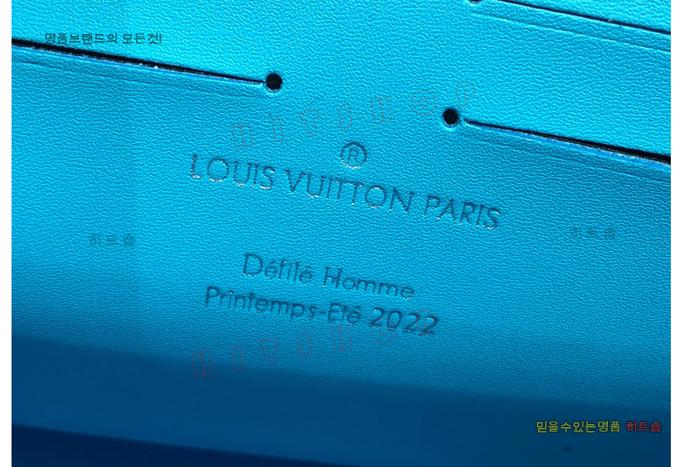 명품브랜드의 모든것!
®
LOUIS VUITTON PARIS
히트숍
히트숍
Défilé Homme
Printemps-Eté 2022
믿을수있는명품 히트숍